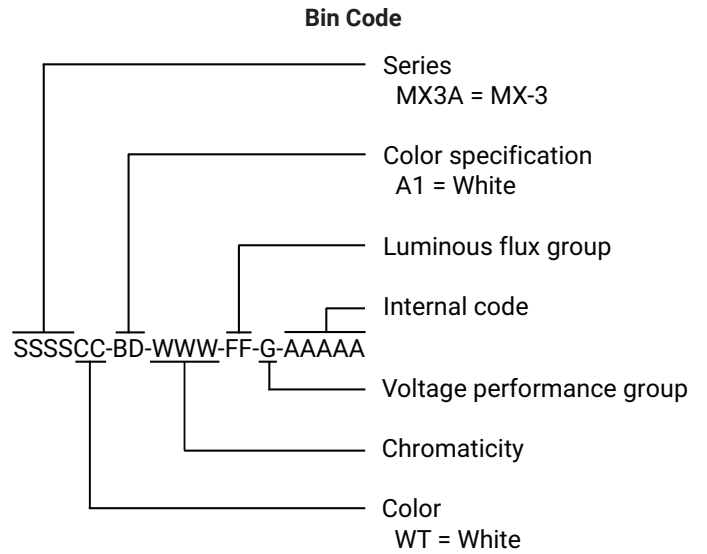 Bin Code
Series
MX3A = MX-3
Color specification
A1 = White
Luminous flux group
Internal code
SSSSCC-BD-WWW-FF-G-AAAAA
Voltage performance group
Chromaticity
Color
WT = White